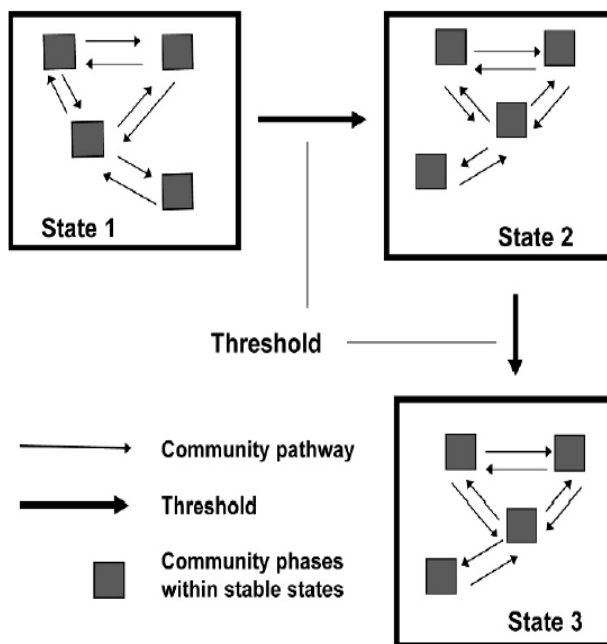 State 1
State 2
Threshold
Community pathway
Threshold
Community phases
within stable states
State 3